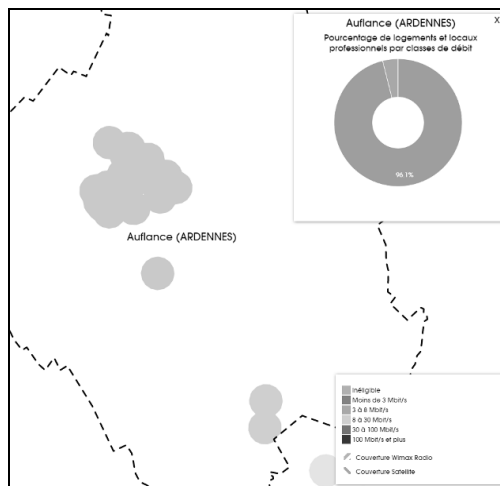 Auflance (ARDENNES)
X
Pourcentage de logements et locaux
professionnels par classes de débit
96.1%
Auflance (ARDENNES)
Inéligible
Moins de 3 Mbit/s
3 à 8 Mbit/s
8 à 30 Mbit/s
30 à 100 Mbit/s
100 Mbit/s et plus
Couverture Wimax Radio
Couverture Satellite